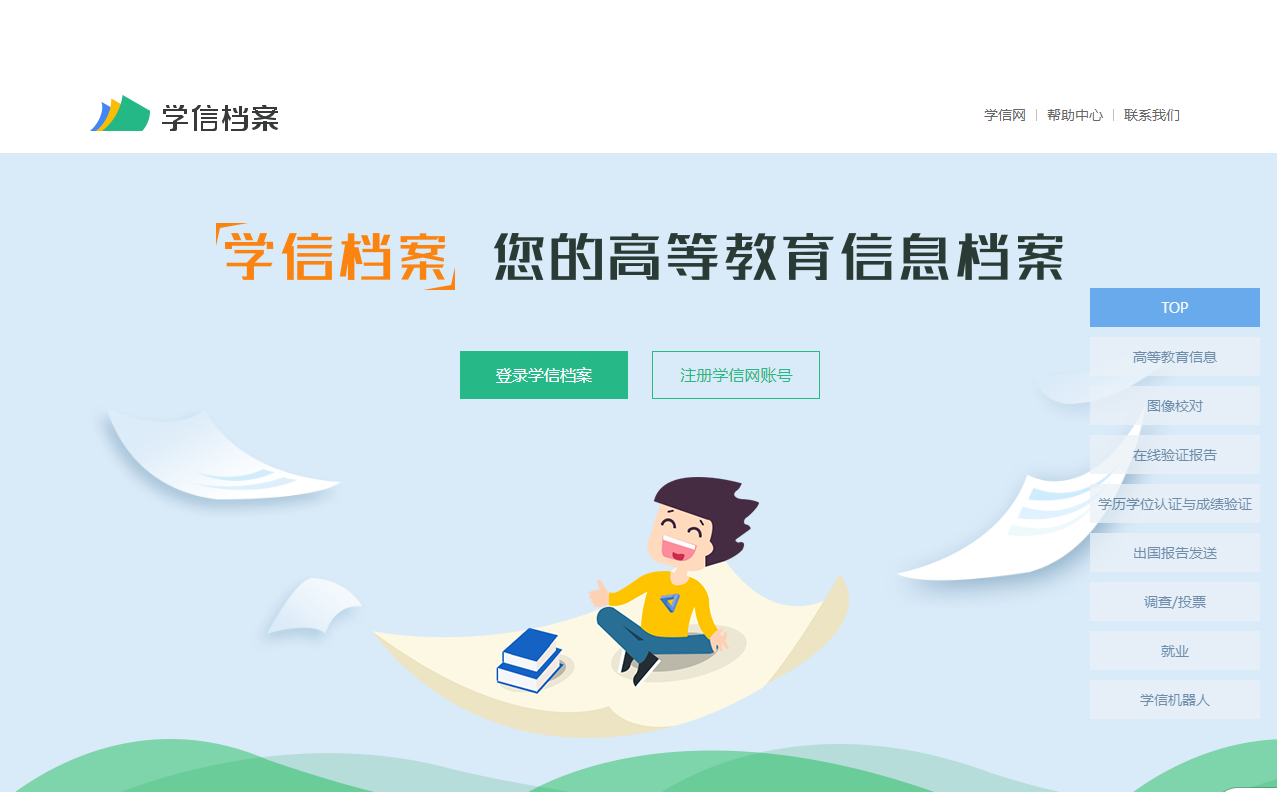 学信档案
学信网 | 帮助中心 | 联系我们
学信档案 您的高等教育信息档案
登录学信档案 注册学信网账号
TOP
高等教育信息
图像校对
在线验证报告
学历学位认证与成绩验证
出国报告发送
调查/投票
就业
学信机器人